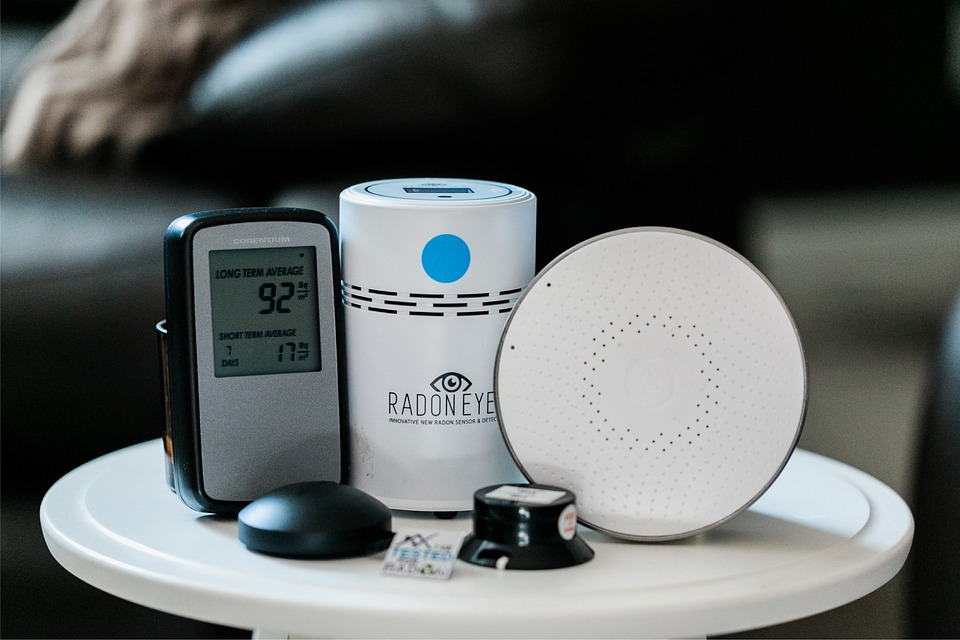 CORENTIUM
LONG TERM AVERAGE
92 Bq/m³
SHORT TERM AVERAGE
7 DAYS 17 Bq/m³
RADONEYE
INNOVATIVE NEW RADON SENSOR & DETEC
TESTED
RADON